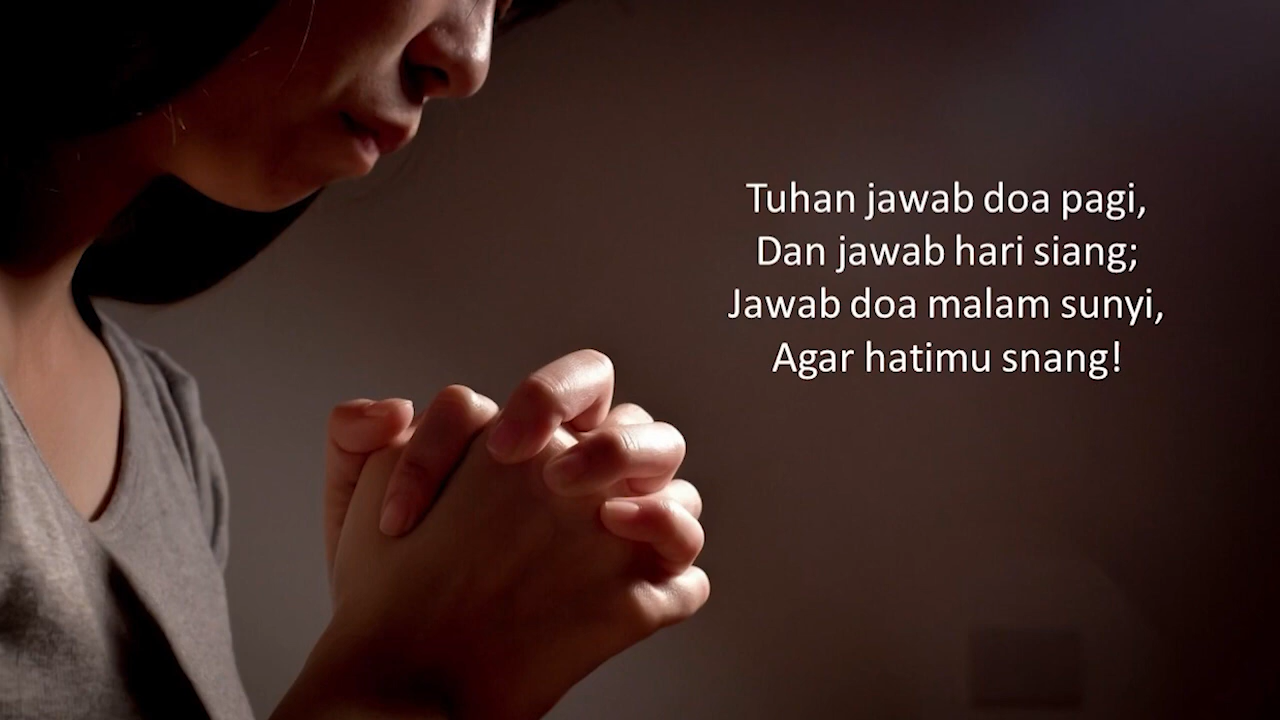 Tuhan jawab doa pagi,
Dan jawab hari siang;
Jawab doa malam sunyi,
Agar hatimu snang!